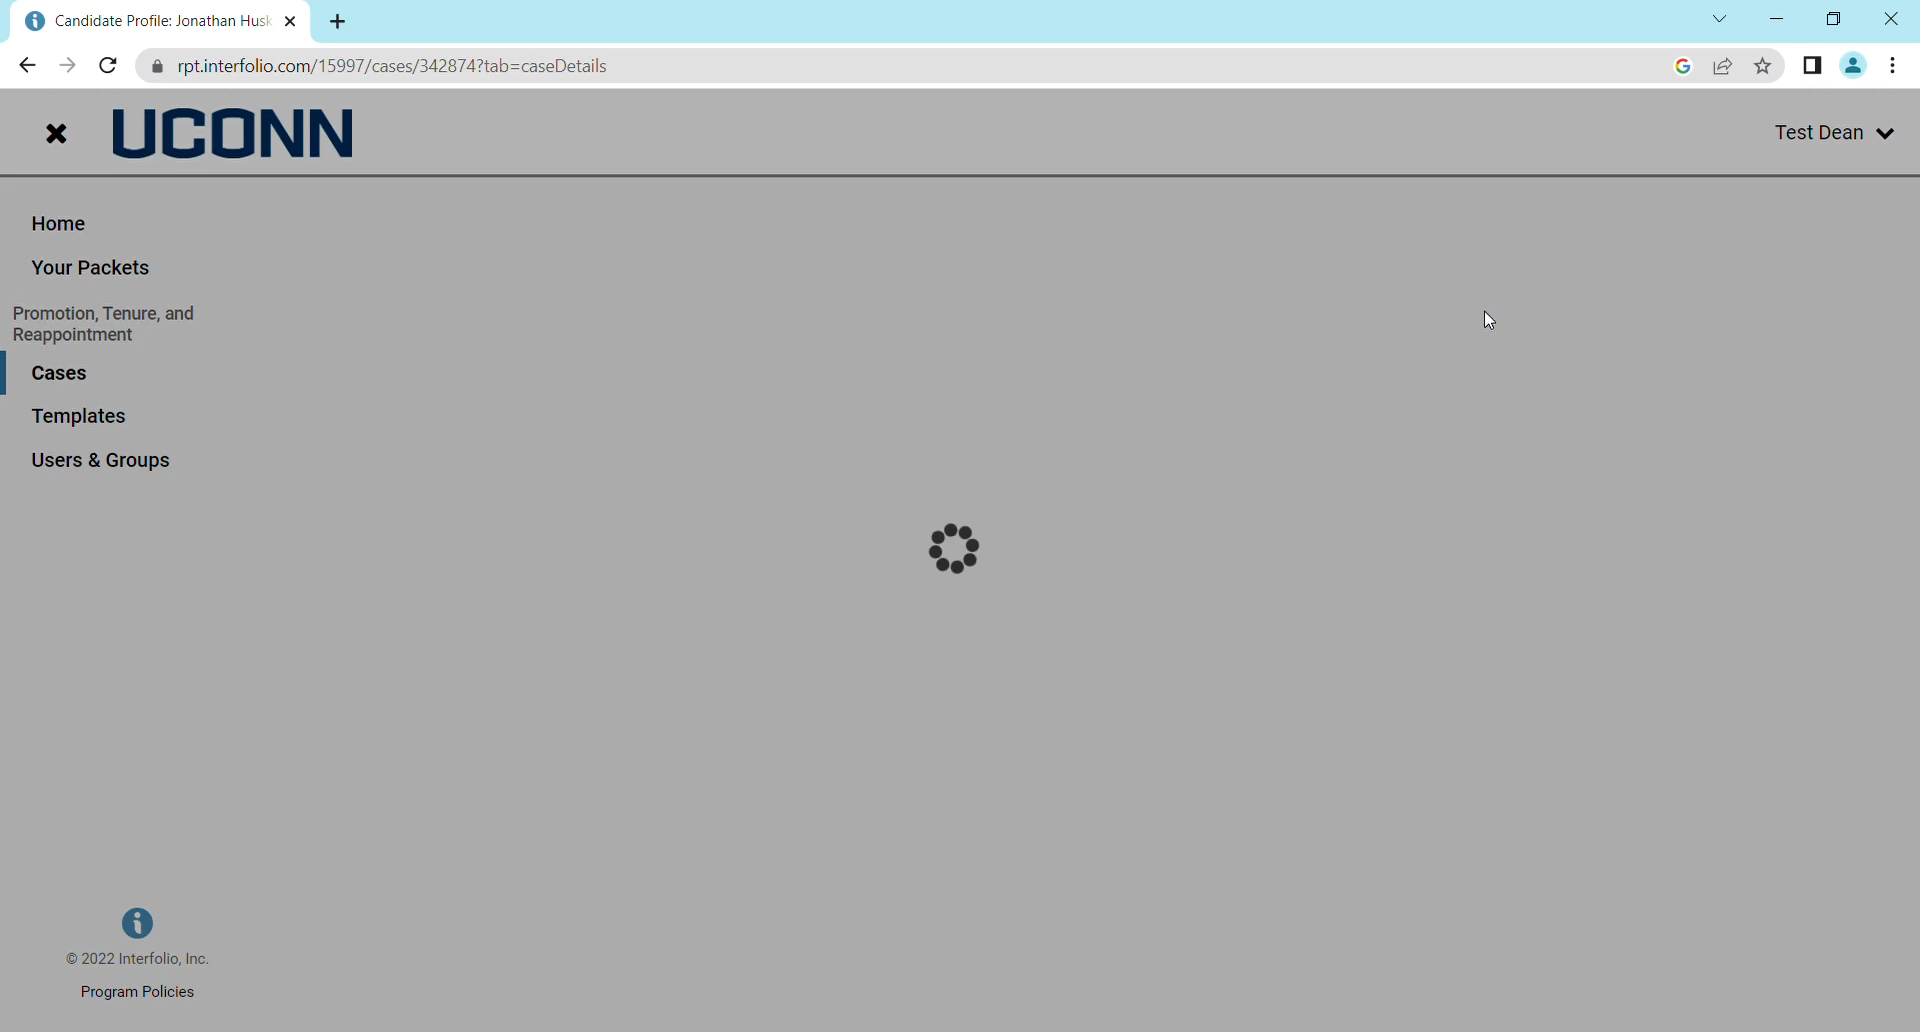 Candidate Profile: Jonathan Husk
rpt.interfolio.com/15997/cases/342874?tab=caseDetails
UCONN
Test Dean
Home
Your Packets
Promotion, Tenure, and
Reappointment
Cases
Templates
Users & Groups
© 2022 Interfolio, Inc.
Program Policies